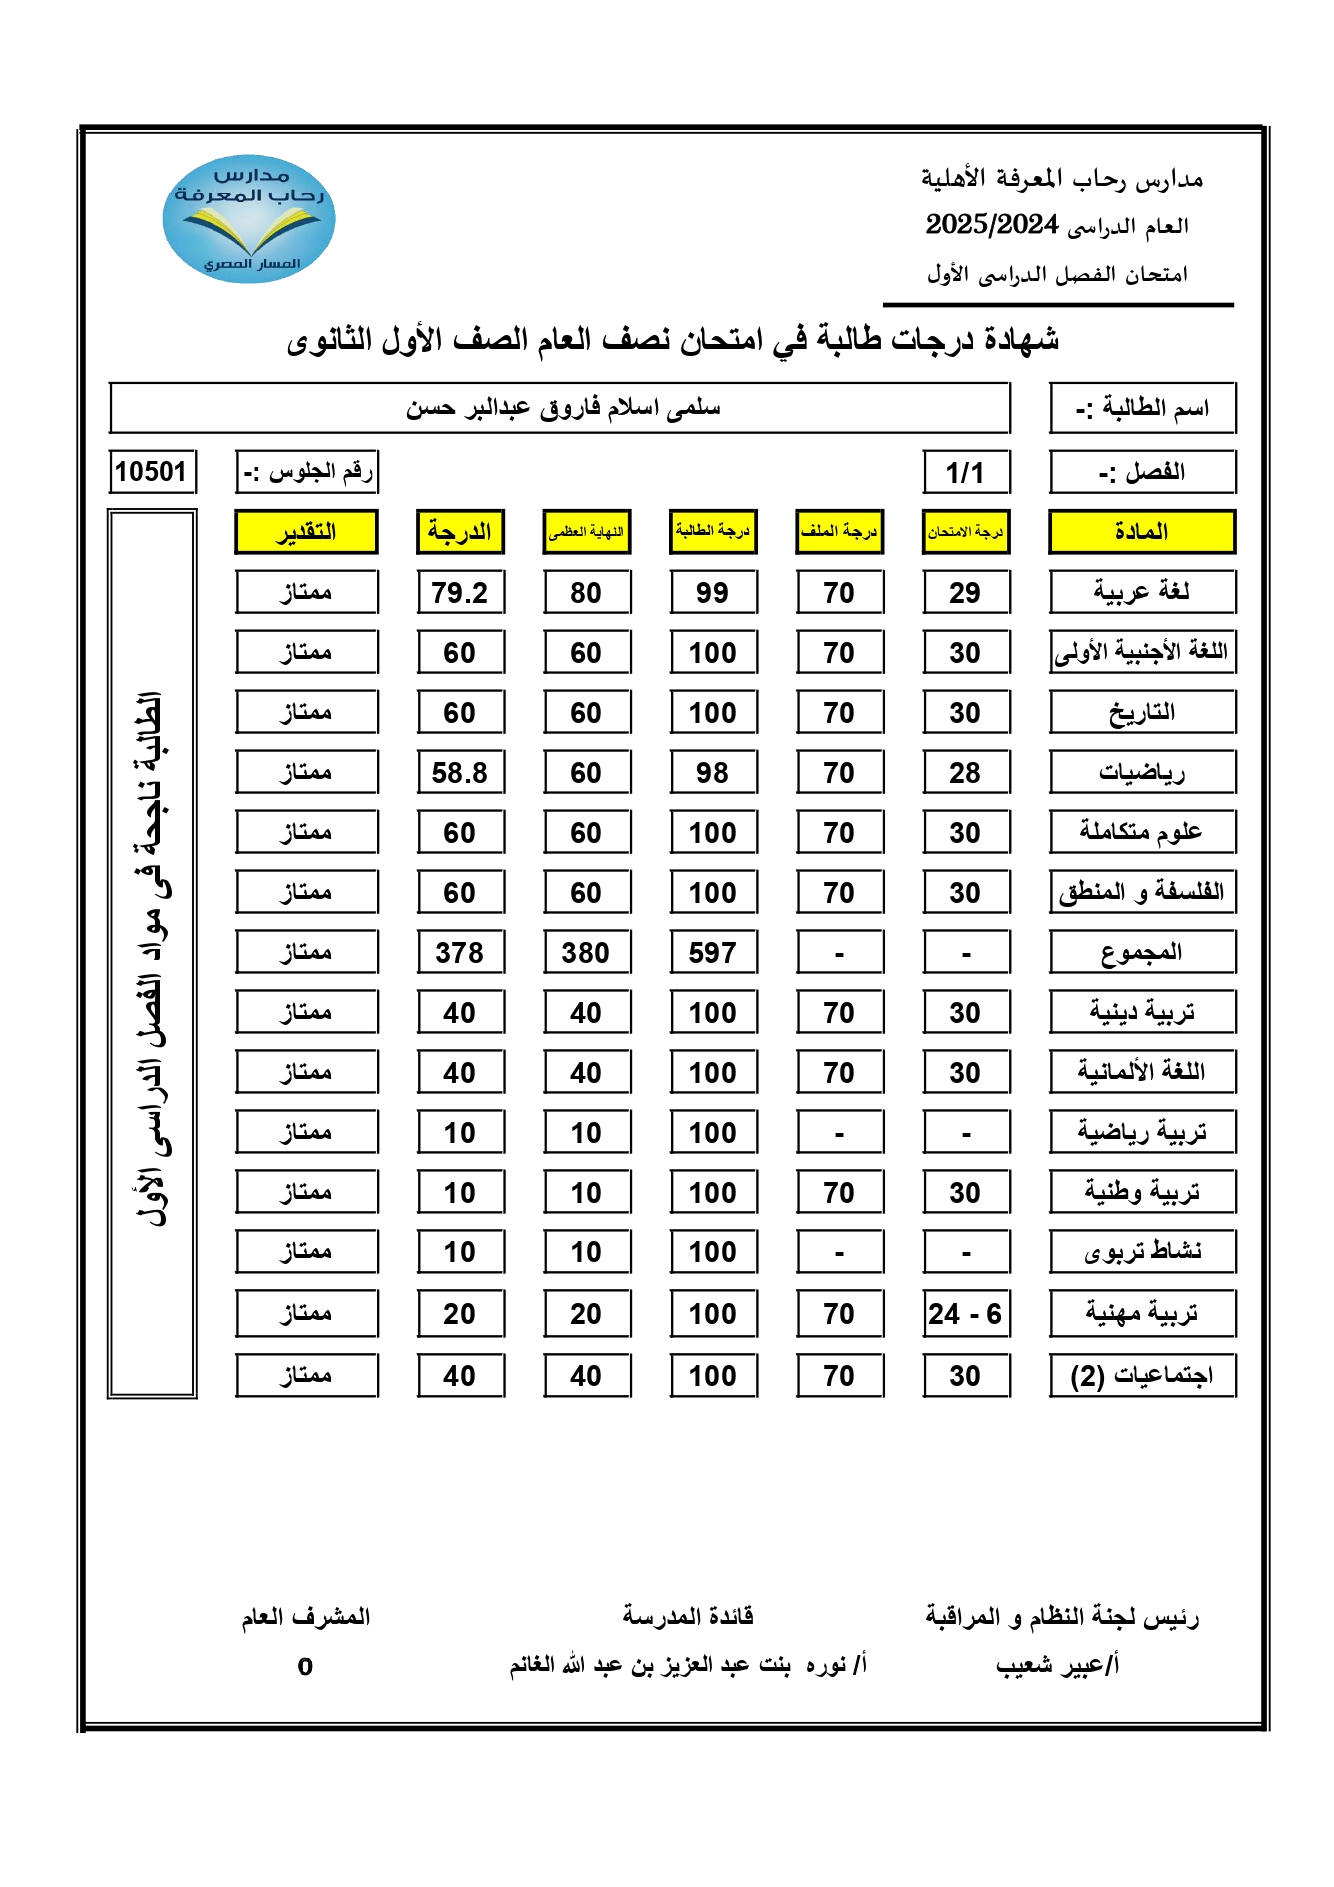 مدارس رحاب المعرفة الأهلية
العام الدراسى 2025/2024
امتحان الفصل الدراسى الأول
مدارس
رحاب المعرفة
المسار المصري
شهادة درجات طالبة في امتحان نصف العام الصف الأول الثانوى
اسم الطالبة :- سلمى اسلام فاروق عبدالبر حسن
الفصل :- 1/1 رقم الجلوس :- 10501
المادة درجة الامتحان درجة الملف درجة الطالبة النهاية العظمى الدرجة التقدير
لغة عربية 29 70 99 80 79.2 ممتاز
اللغة الأجنبية الأولى 30 70 100 60 60 ممتاز
التاريخ 30 70 100 60 60 ممتاز
رياضيات 28 70 98 60 58.8 ممتاز
علوم متكاملة 30 70 100 60 60 ممتاز
الفلسفة و المنطق 30 70 100 60 60 ممتاز
المجموع - - 597 380 378 ممتاز
تربية دينية 30 70 100 40 40 ممتاز
اللغة الألمانية 30 70 100 40 40 ممتاز
تربية رياضية - - 100 10 10 ممتاز
تربية وطنية 30 70 100 10 10 ممتاز
نشاط تربوى - - 100 10 10 ممتاز
تربية مهنية 6 - 24 70 100 20 20 ممتاز
اجتماعيات (2) 30 70 100 40 40 ممتاز
الطالبة ناجحة فى مواد الفصل الدراسى الأول
رئيس لجنة النظام و المراقبة قائدة المدرسة المشرف العام
أ/عبير شعيب أ/ نوره بنت عبد العزيز بن عبد الله الغانم 0